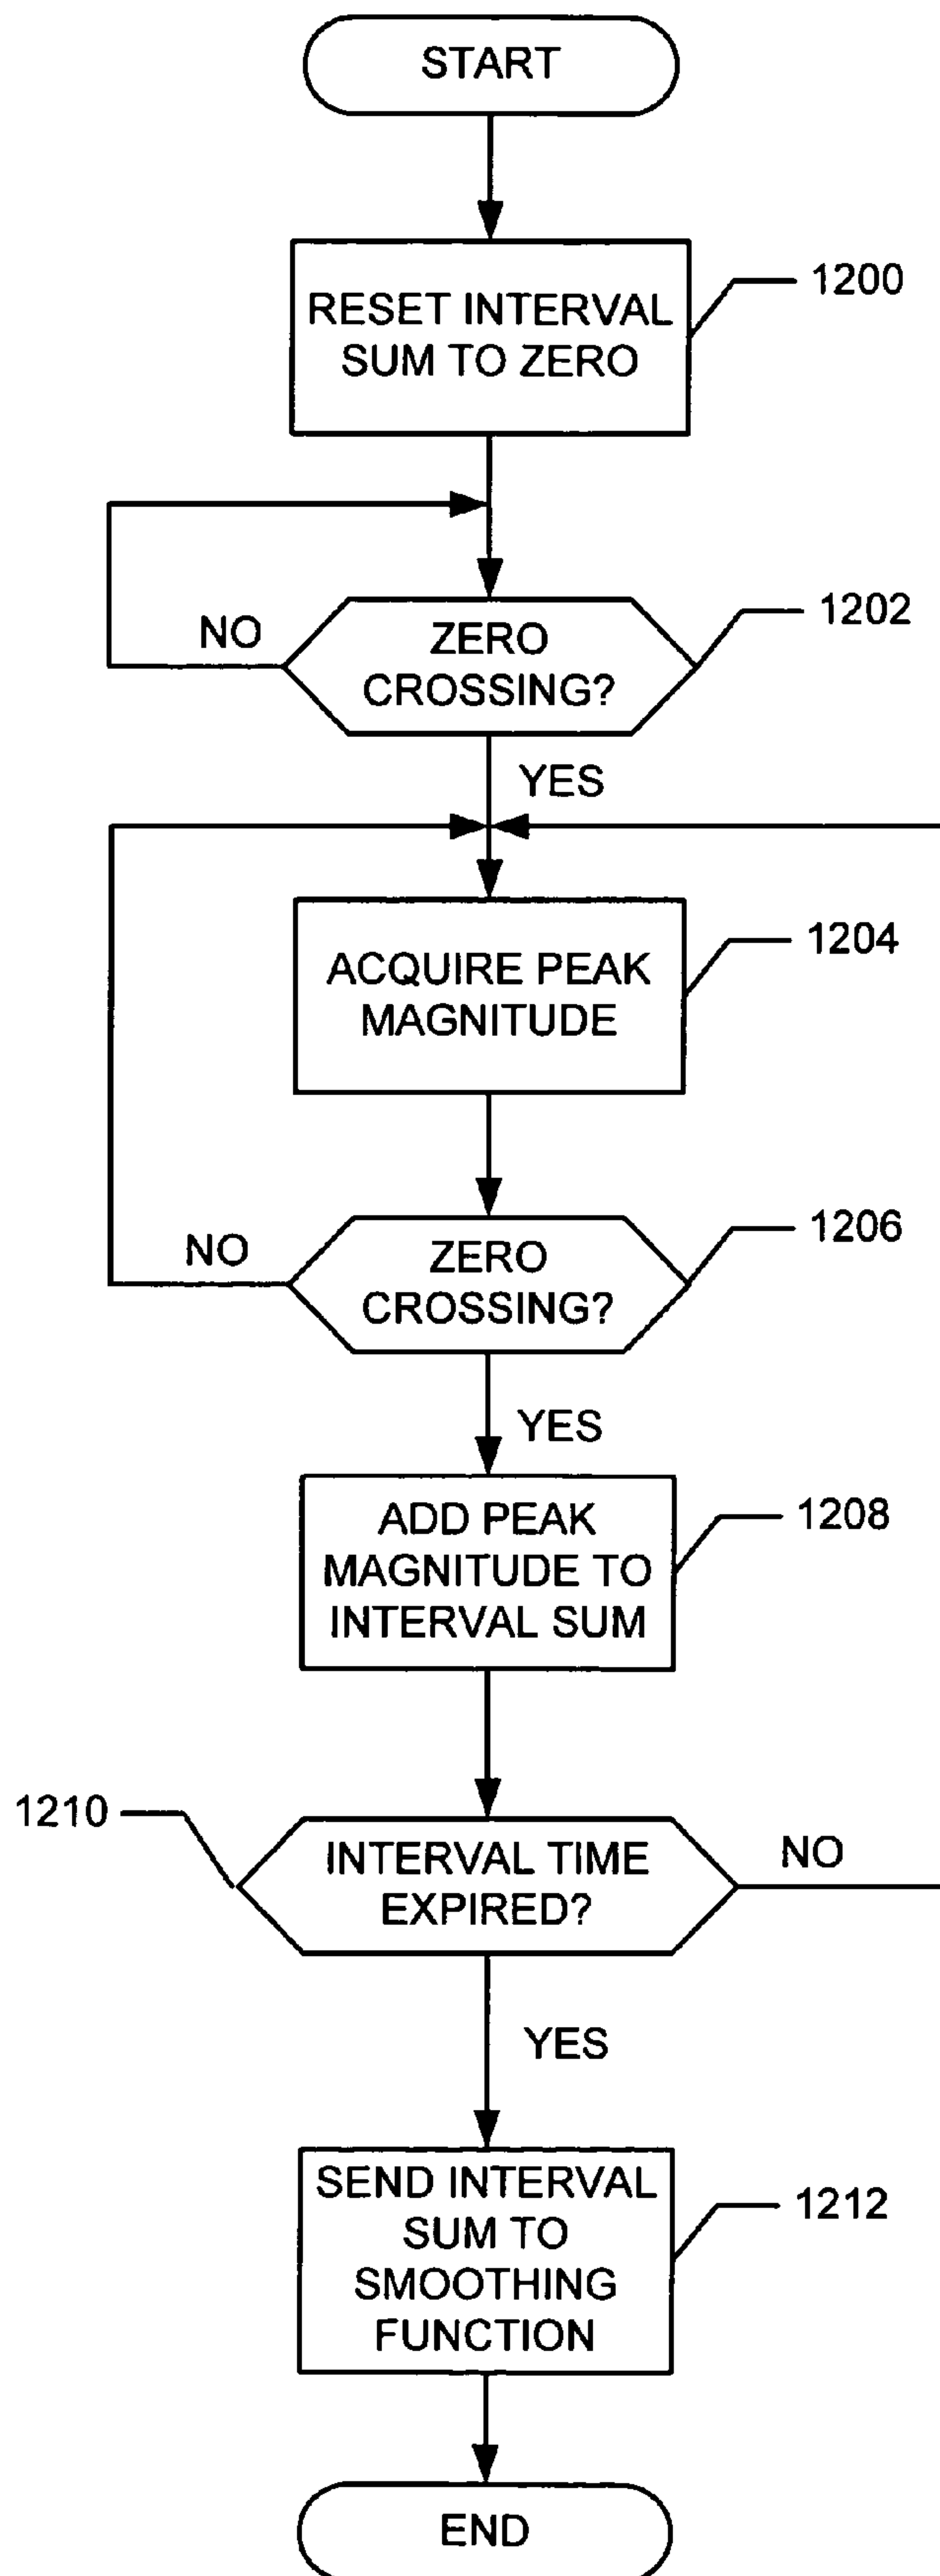 START
RESET INTERVAL
SUM TO ZERO
1200
NO
ZERO
CROSSING?
1202
YES
ACQUIRE PEAK
MAGNITUDE
1204
NO
ZERO
CROSSING?
1206
YES
ADD PEAK
MAGNITUDE TO
INTERVAL SUM
1208
1210
INTERVAL TIME
EXPIRED?
NO
YES
SEND INTERVAL
SUM TO
SMOOTHING
FUNCTION
1212
END